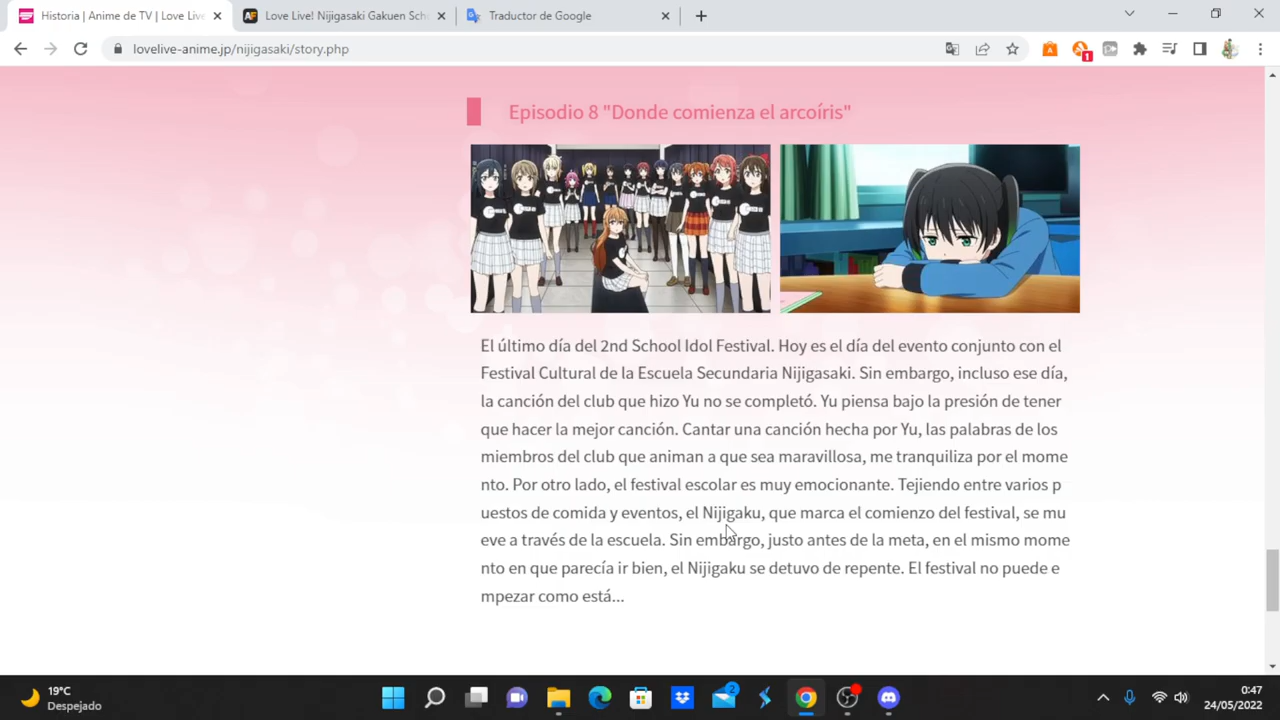 Historia | Anime de TV | Love Live
Love Live! Nijigasaki Gakuen Sch
Traductor de Google
lovelive-anime.jp/nijigasaki/story.php
1
Episodio 8 "Donde comienza el arcoíris"
El último día del 2nd School Idol Festival. Hoy es el día del evento conjunto con el
Festival Cultural de la Escuela Secundaria Nijigasaki. Sin embargo, incluso ese día,
la canción del club que hizo Yu no se completó. Yu piensa bajo la presión de tener
que hacer la mejor canción. Cantar una canción hecha por Yu, las palabras de los
miembros del club que animan a que sea maravillosa, me tranquiliza por el mome
nto. Por otro lado, el festival escolar es muy emocionante. Tejiendo entre varios p
uestos de comida y eventos, el Nijigaku, que marca el comienzo del festival, se mu
eve a través de la escuela. Sin embargo, justo antes de la meta, en el mismo mome
nto en que parecía ir bien, el Nijigaku se detuvo de repente. El festival no puede e
mpezar como está...
19°C
Despejado
2
0:47
24/05/2022